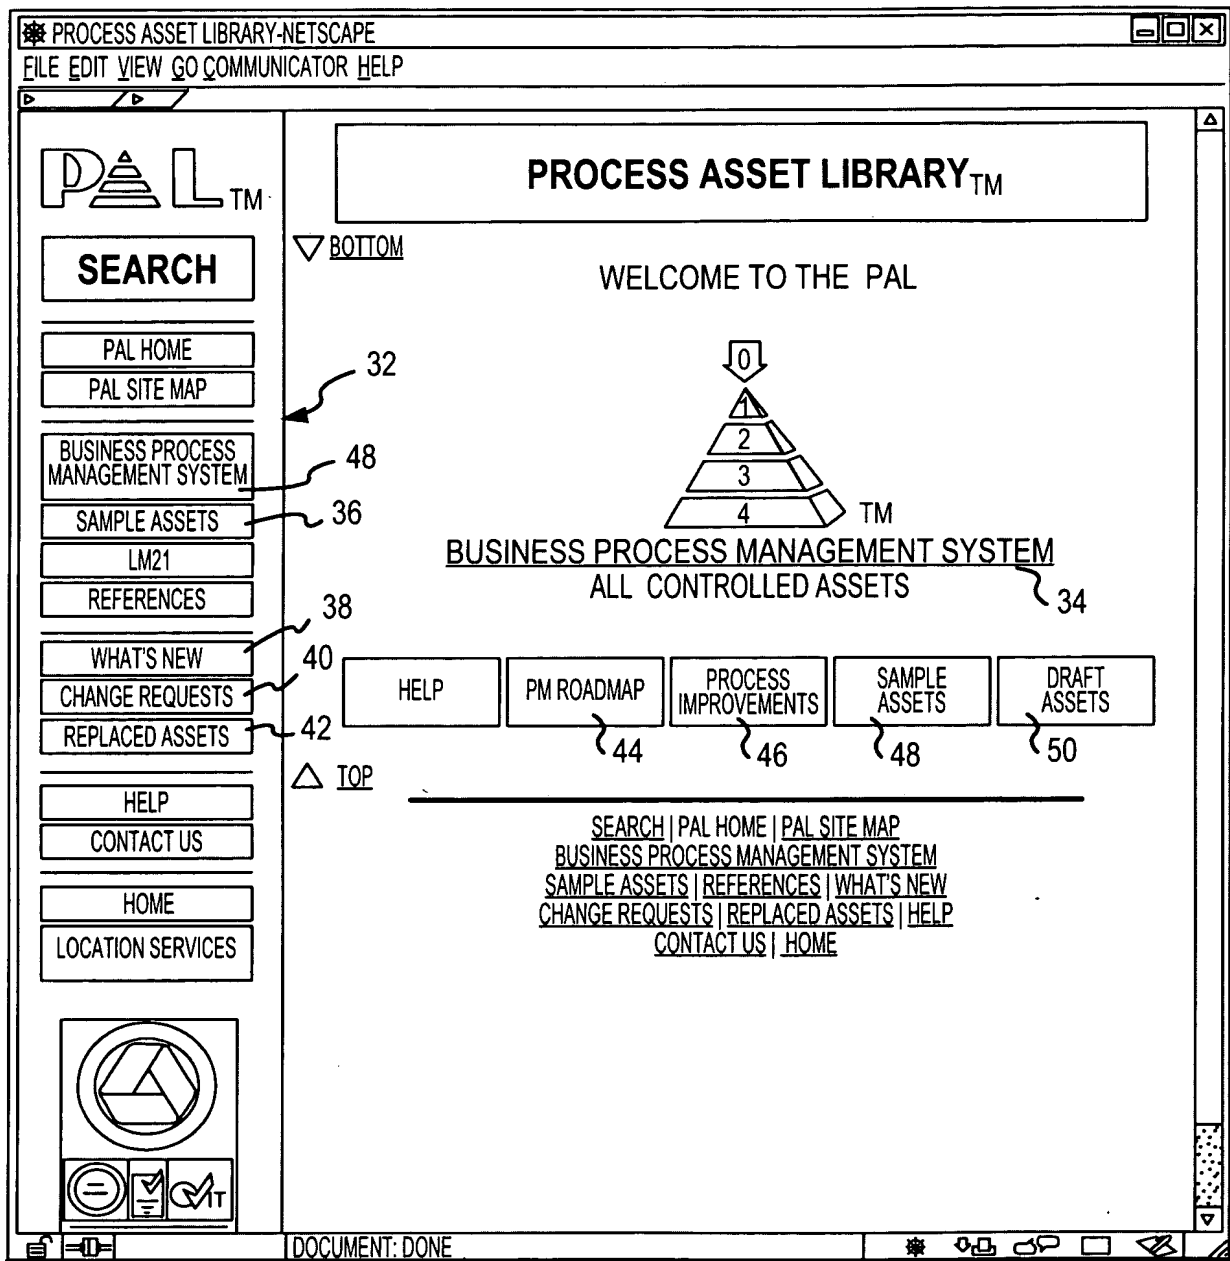 PROCESS ASSET LIBRARY-NETSCAPE
FILE EDIT VIEW GO COMMUNICATOR HELP
PAL TM
SEARCH
PAL HOME
PAL SITE MAP
32
BUSINESS PROCESS
MANAGEMENT SYSTEM
48
SAMPLE ASSETS
36
LM21
REFERENCES
38
WHAT'S NEW
40
CHANGE REQUESTS
REPLACED ASSETS
42
HELP
CONTACT US
HOME
LOCATION SERVICES
IT
PROCESS ASSET LIBRARY TM
BOTTOM
WELCOME TO THE PAL
0
1
2
3
4 TM
BUSINESS PROCESS MANAGEMENT SYSTEM
ALL CONTROLLED ASSETS
34
HELP
PM ROADMAP
PROCESS
IMPROVEMENTS
SAMPLE
ASSETS
DRAFT
ASSETS
44
46
48
50
TOP
SEARCH | PAL HOME | PAL SITE MAP
BUSINESS PROCESS MANAGEMENT SYSTEM
SAMPLE ASSETS | REFERENCES | WHAT'S NEW
CHANGE REQUESTS | REPLACED ASSETS | HELP
CONTACT US | HOME
DOCUMENT: DONE